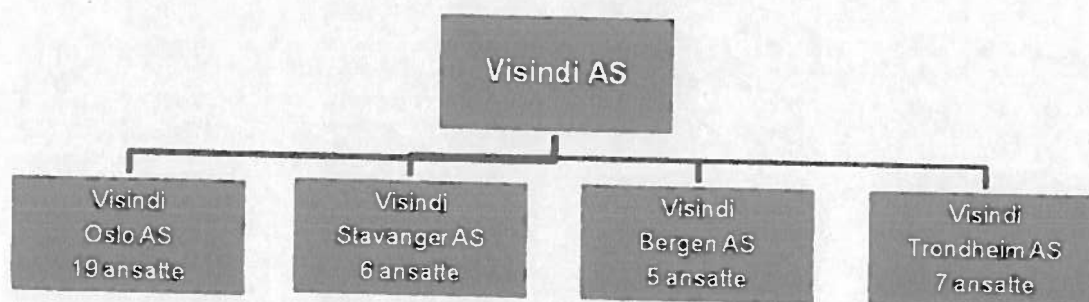 Visindi AS
Visindi
Oslo AS
19 ansatte
Visindi
Stavanger AS
6 ansatte
Visindi
Bergen AS
5 ansatte
Visindi
Trondheim AS
7 ansatte